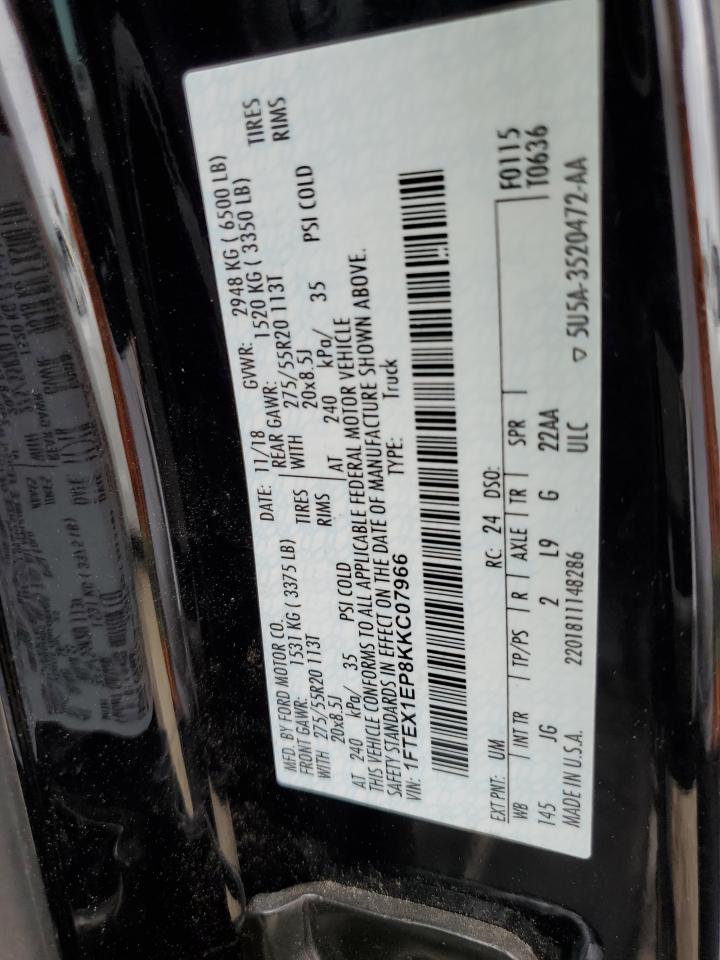 MFD. BY FORD MOTOR CO. DATE: 11/18 GVWR: 2948 KG ( 6500 LB)
FRONT GAWR: 1531 KG ( 3375 LB) REAR GAWR: 1520 KG ( 3350 LB)
WITH 275/55R20 113T TIRES WITH 275/55R20 113T TIRES
20x8.5J RIMS 20x8.5J RIMS
AT 240 kPa/ 35 PSI COLD AT 240 kPa/ 35 PSI COLD
THIS VEHICLE CONFORMS TO ALL APPLICABLE FEDERAL MOTOR VEHICLE
SAFETY STANDARDS IN EFFECT ON THE DATE OF MANUFACTURE SHOWN ABOVE.
VIN: 1FTEX1EP8KKC07966 TYPE: Truck
EXT PNT: UM RC: 24 DSO: F0115
WB INT TR TP/PS R AXLE TR SPR T0636
145 JG 2 L9 G 22AA
MADE IN U.S.A. 2201811148286 ULC ▽ 5U5A-3520472-AA